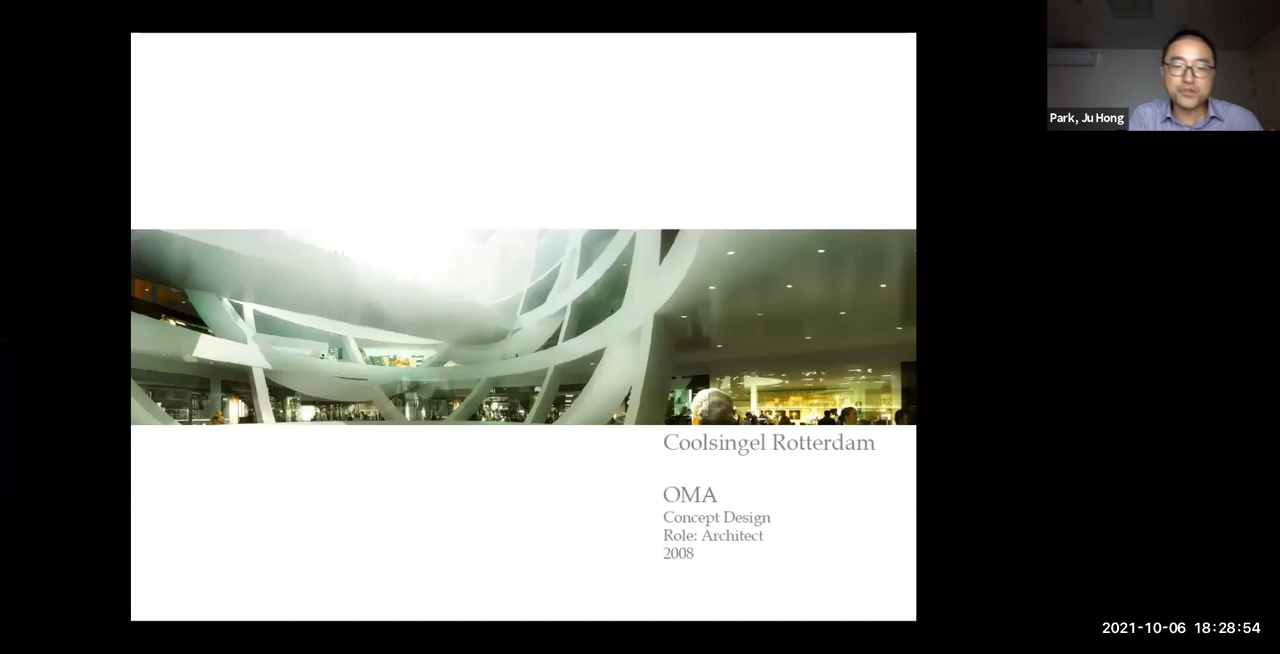 Park, Ju Hong
Coolsingel Rotterdam
OMA
Concept Design
Role: Architect
2008
2021-10-06 18:28:54